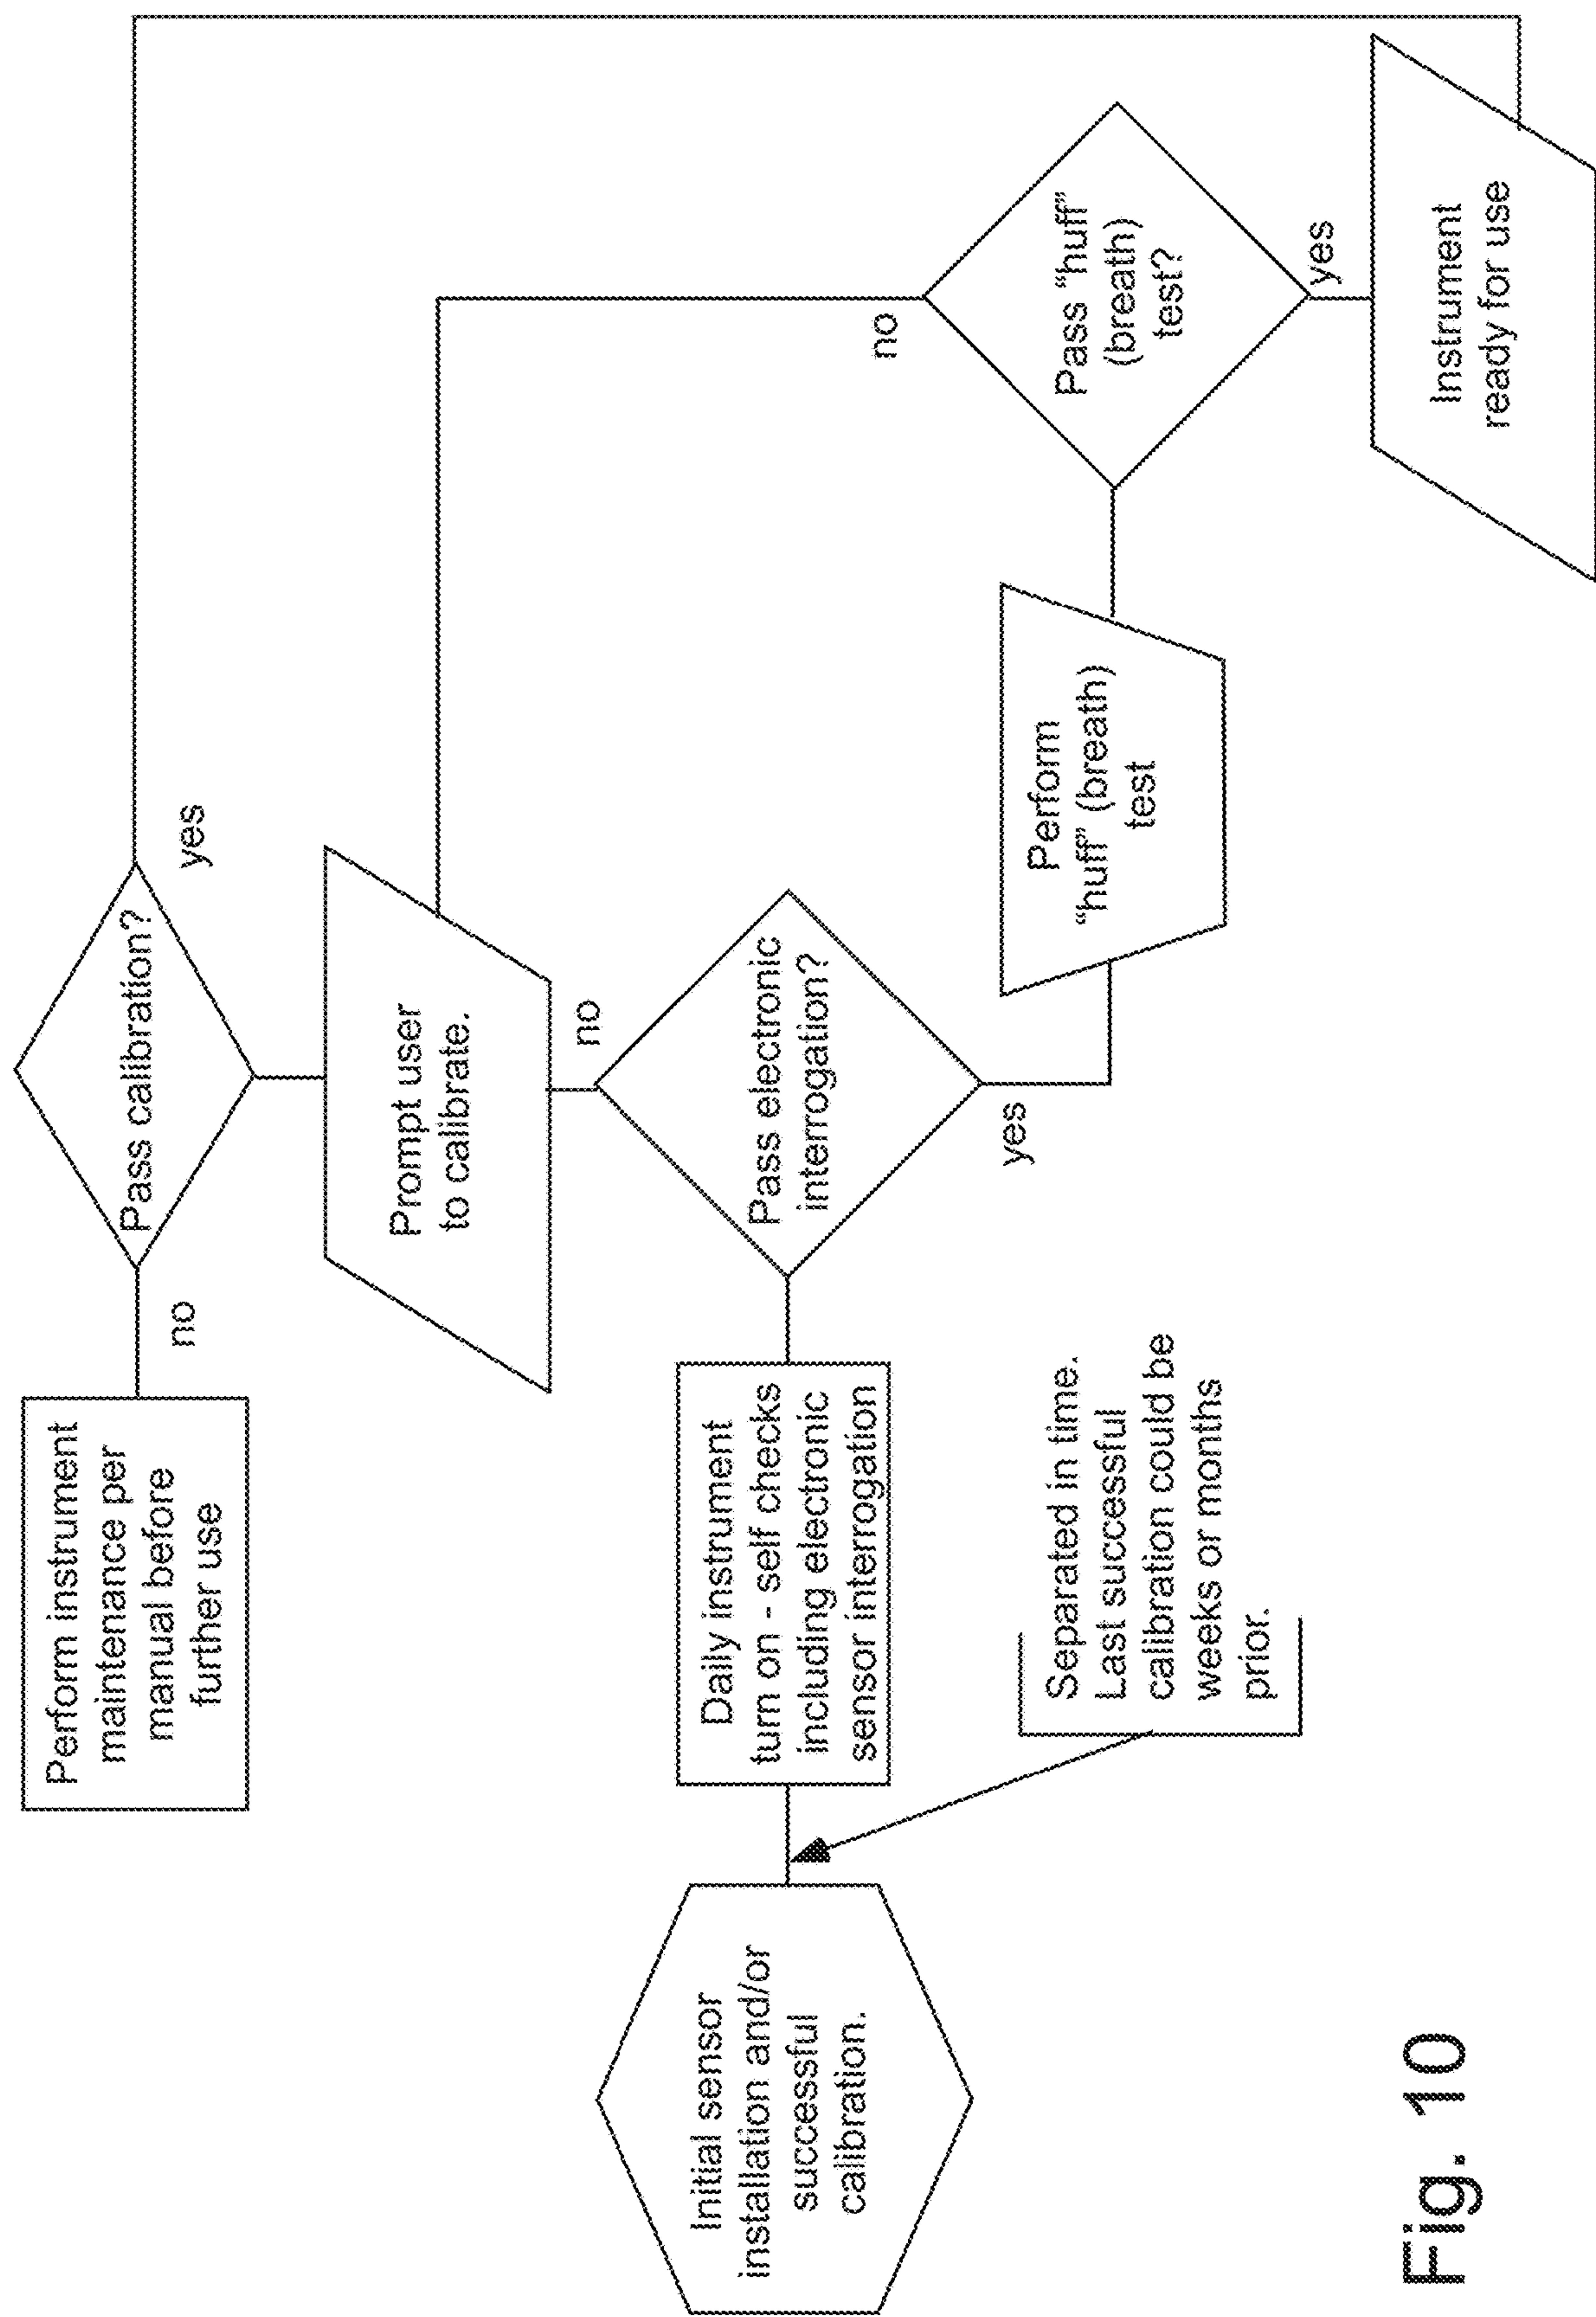 Perform instrument
maintenance per
manual before
further use
no
Pass calibration?
yes
Prompt user
to calibrate.
no
Initial sensor
installation and/or
successful
calibration.
Daily instrument
turn on - self checks
including electronic
sensor interrogation
Pass electronic
interrogation?
yes
Separated in time.
Last successful
calibration could be
weeks or months
prior.
Perform
“huff” (breath)
test
no
Pass “huff”
(breath)
test?
yes
Instrument
ready for use
Fig. 10